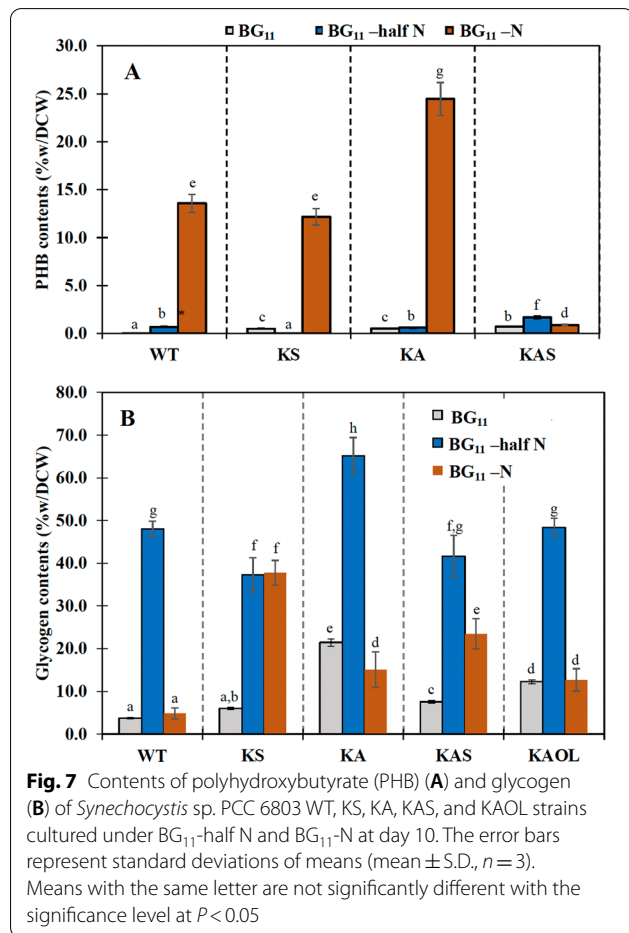 BG11 BG11 –half N BG11 –N
30.0
A
g
25.0
PHB contents (%w/DCW)
20.0
15.0
e
e
10.0
5.0
a b * c a c b b f d
0.0
WT KS KA KAS
80.0
B
BG11
BG11 –half N
BG11 –N
70.0
h
60.0
Glycogen contents (%w/DCW)
50.0
g f f f,g g
40.0
30.0
e e
20.0
d d d
10.0
a a a,b c
0.0
WT KS KA KAS KAOL
Fig. 7 Contents of polyhydroxybutyrate (PHB) (A) and glycogen
(B) of Synechocystis sp. PCC 6803 WT, KS, KA, KAS, and KAOL strains
cultured under BG11-half N and BG11-N at day 10. The error bars
represent standard deviations of means (mean ± S.D., n = 3).
Means with the same letter are not significantly different with the
significance level at P < 0.05